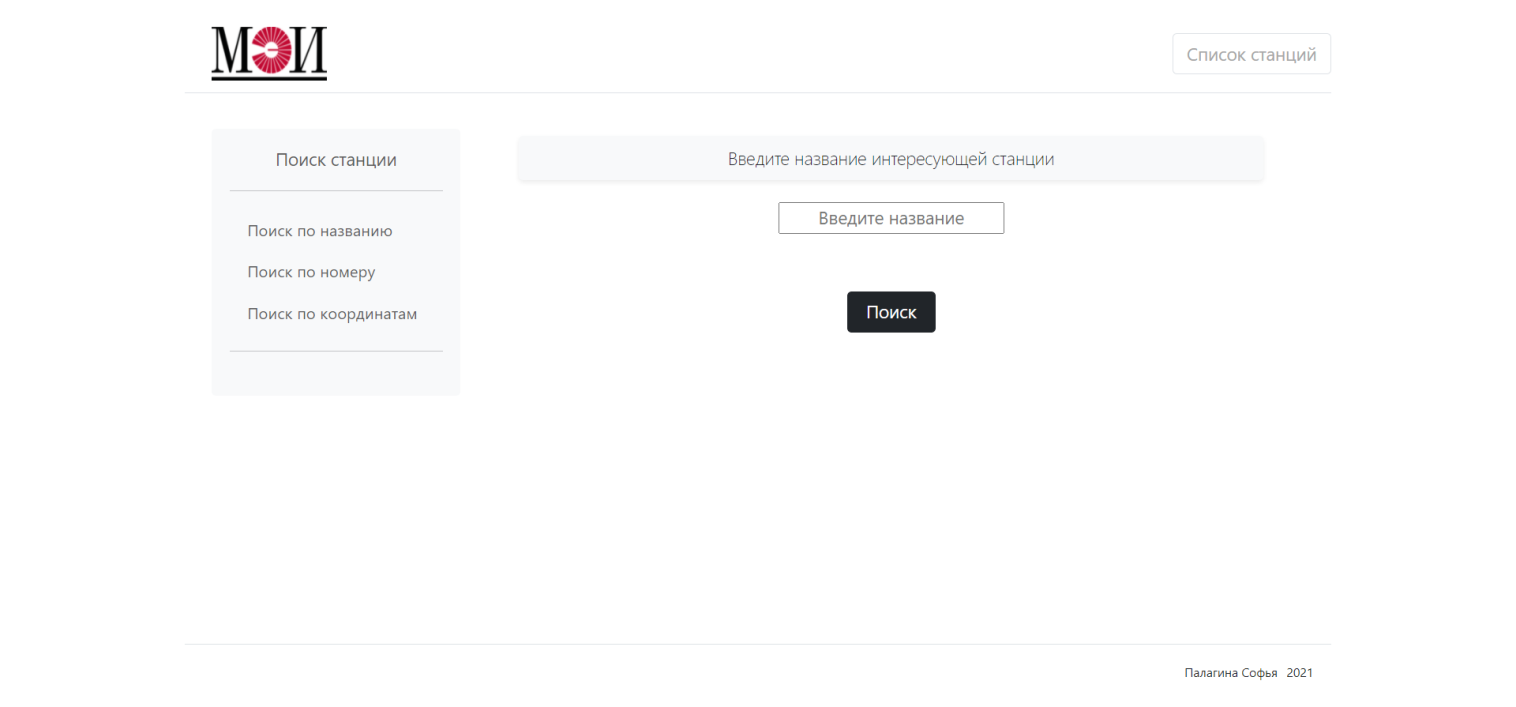 МЭИ
Список станций
Поиск станции
Поиск по названию
Поиск по номеру
Поиск по координатам
Введите название интересующей станции
Введите название
Поиск
Палагина Софья 2021